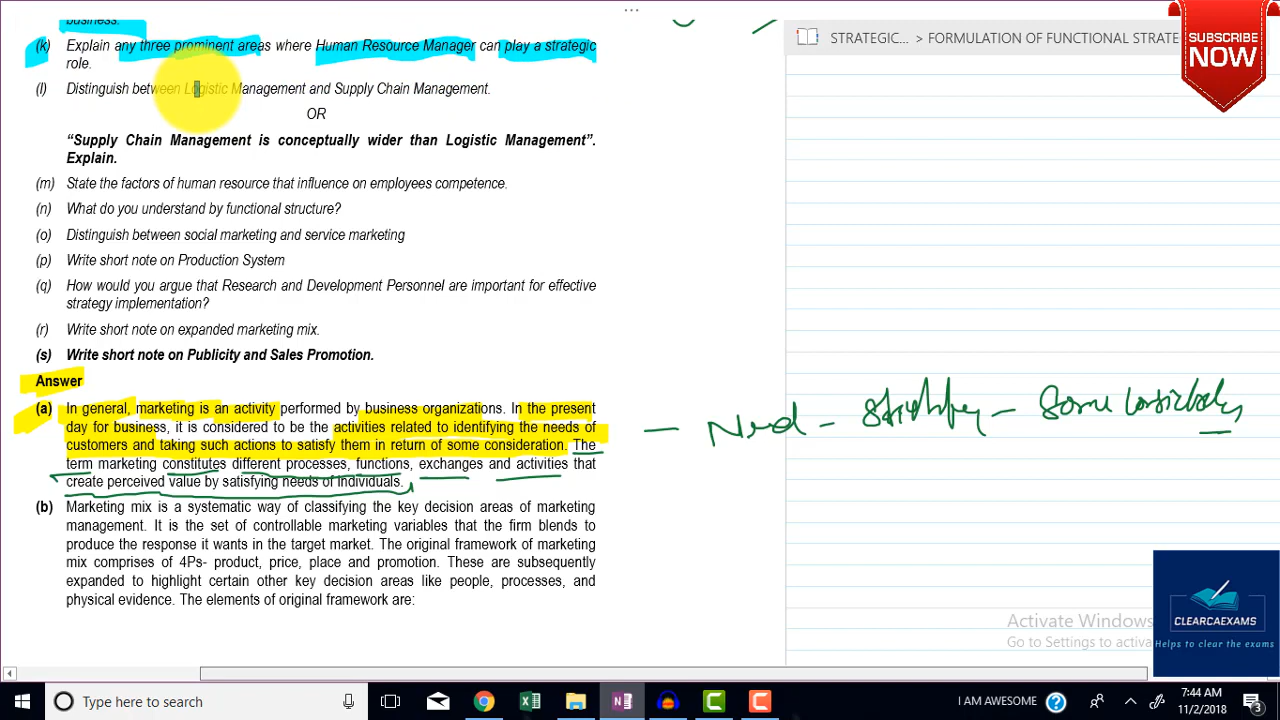 business.
(k) Explain any three prominent areas where Human Resource Manager can play a strategic
role.
(l) Distinguish between Logistic Management and Supply Chain Management.
OR
“Supply Chain Management is conceptually wider than Logistic Management”.
Explain.
(m) State the factors of human resource that influence on employees competence.
(n) What do you understand by functional structure?
(o) Distinguish between social marketing and service marketing
(p) Write short note on Production System
(q) How would you argue that Research and Development Personnel are important for effective
strategy implementation?
(r) Write short note on expanded marketing mix.
(s) Write short note on Publicity and Sales Promotion.
Answer
(a) In general, marketing is an activity performed by business organizations. In the present
day for business, it is considered to be the activities related to identifying the needs of
customers and taking such actions to satisfy them in return of some consideration. The
term marketing constitutes different processes, functions, exchanges and activities that
create perceived value by satisfying needs of individuals.
(b) Marketing mix is a systematic way of classifying the key decision areas of marketing
management. It is the set of controllable marketing variables that the firm blends to
produce the response it wants in the target market. The original framework of marketing
mix comprises of 4Ps- product, price, place and promotion. These are subsequently
expanded to highlight certain other key decision areas like people, processes, and
physical evidence. The elements of original framework are:
STRATEGIC... > FORMULATION OF FUNCTIONAL STRATE
SUBSCRIBE
NOW
— Need – – Some
Activate Windows
Go to Settings to activa
CLEARCAEXAMS
Helps to clear the exams
Type here to search
I AM AWESOME
7:44 AM
11/2/2018
3